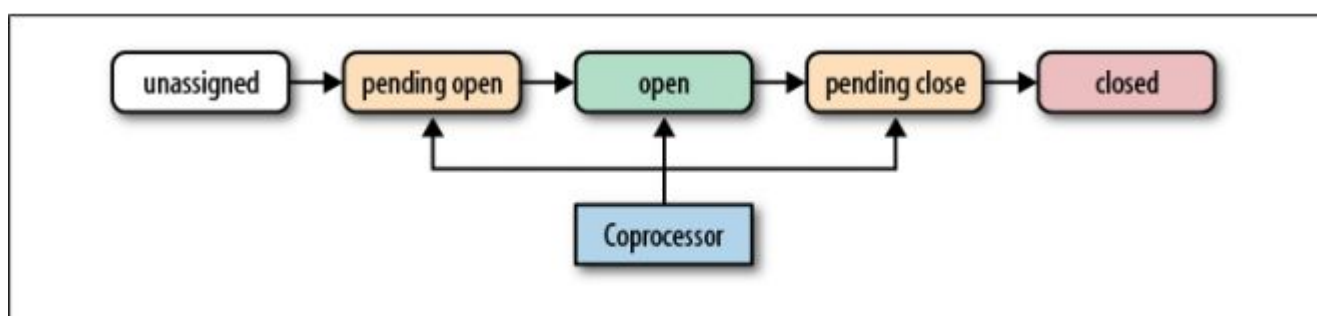 unassigned
pending open
open
pending close
closed
Coprocessor